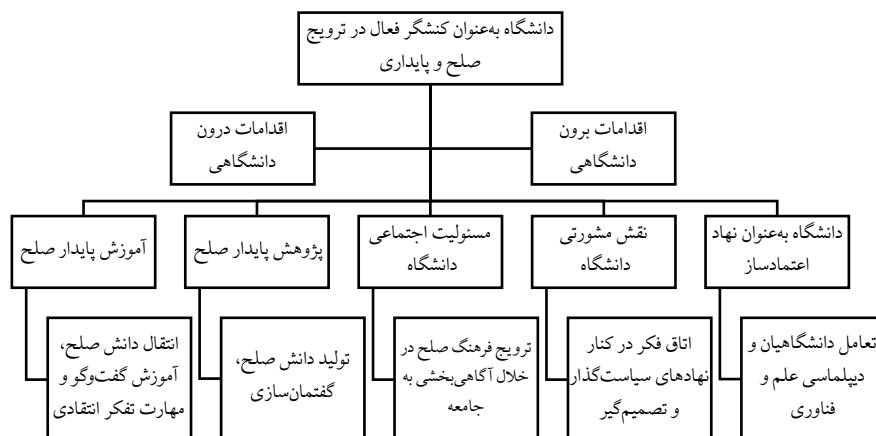 دانشگاه به‌عنوان کنشگر فعال در ترویج
صلح و پایداری
اقدامات برون
دانشگاهی
اقدامات درون
دانشگاهی
دانشگاه به‌عنوان نهاد
اعتمادساز
نقش مشورتی
دانشگاه
مسئولیت اجتماعی
دانشگاه
پژوهش پایدار صلح
آموزش پایدار صلح
تعامل دانشگاهیان و
دیپلماسی علم و
فناوری
اتاق فکر در کنار
نهادهای سیاست‌گذار
و تصمیم‌گیر
ترویج فرهنگ صلح در
خلال آگاهی‌بخشی به
جامعه
تولید دانش صلح،
گفتمان‌سازی
انتقال دانش صلح،
آموزش گفت‌وگو و
مهارت تفکر انتقادی